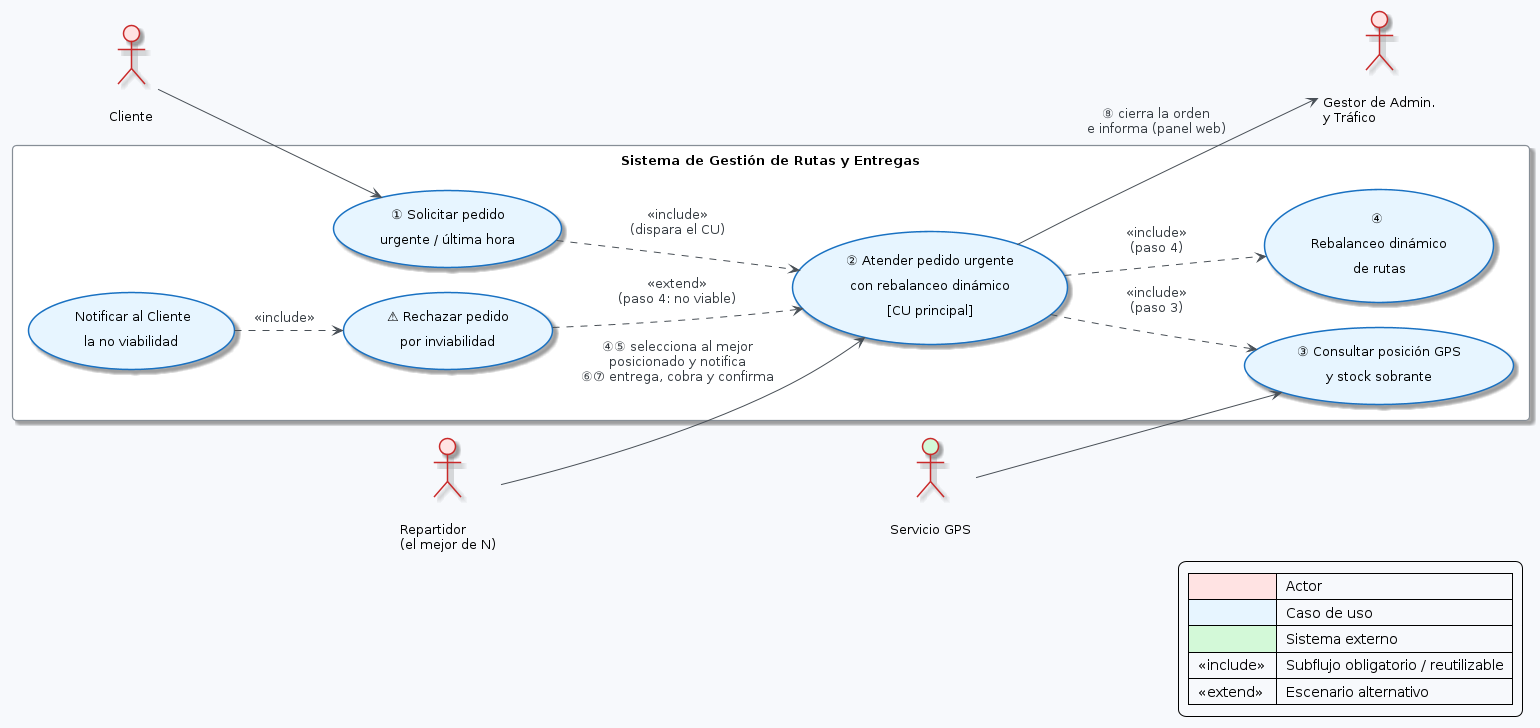 Cliente
Gestor de Admin.
y Tráfico
⑧ cierra la orden
e informa (panel web)
Sistema de Gestión de Rutas y Entregas
① Solicitar pedido
urgente / última hora
«include»
(dispara el CU)
② Atender pedido urgente
con rebalanceo dinámico
[CU principal]
«include»
(paso 4)
④
Rebalanceo dinámico
de rutas
Notificar al Cliente
la no viabilidad
«include»
⚠ Rechazar pedido
por inviabilidad
«extend»
(paso 4: no viable)
«include»
(paso 3)
③ Consultar posición GPS
y stock sobrante
④⑤ selecciona al mejor
posicionado y notifica
⑥⑦ entrega, cobra y confirma
Repartidor
(el mejor de N)
Servicio GPS
Actor
Caso de uso
Sistema externo
«include» Subflujo obligatorio / reutilizable
«extend» Escenario alternativo